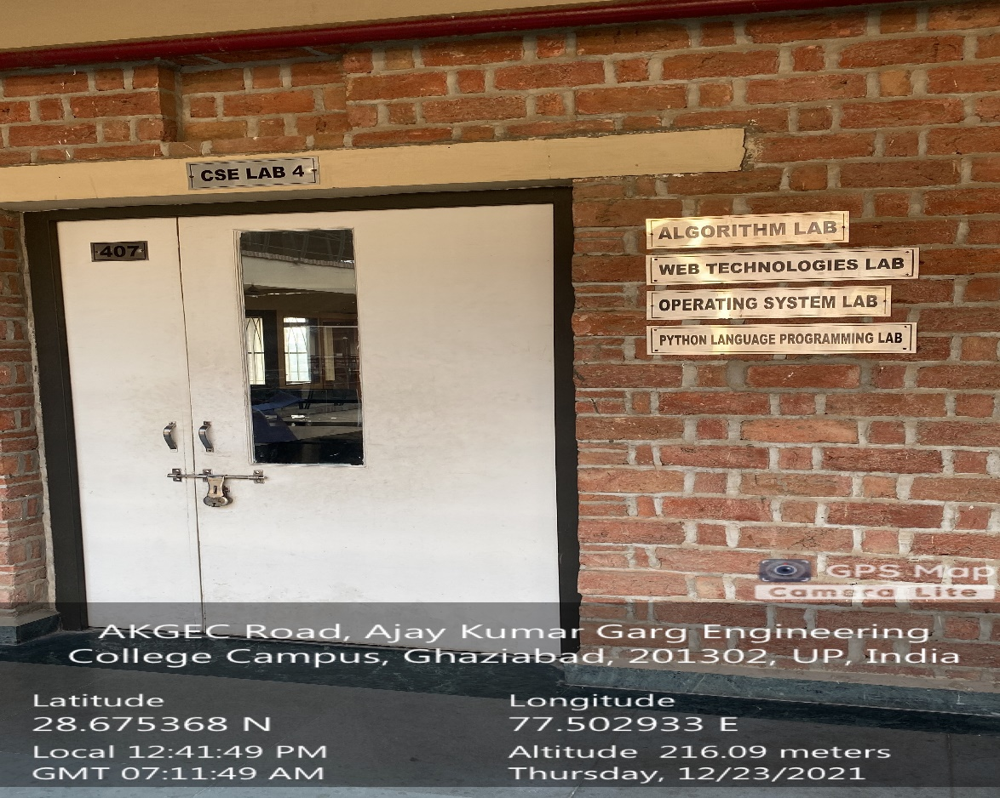 CSE LAB 4
407
ALGORITHM LAB
WEB TECHNOLOGIES LAB
OPERATING SYSTEM LAB
PYTHON LANGUAGE PROGRAMMING LAB
GPS Map
Camera Lite
AKGEC Road, Ajay Kumar Garg Engineering
College Campus, Ghaziabad, 201302, UP, India
Latitude
28.675368 N
Local 12:41:49 PM
GMT 07:11:49 AM
Longitude
77.502933 E
Altitude 216.09 meters
Thursday, 12/23/2021